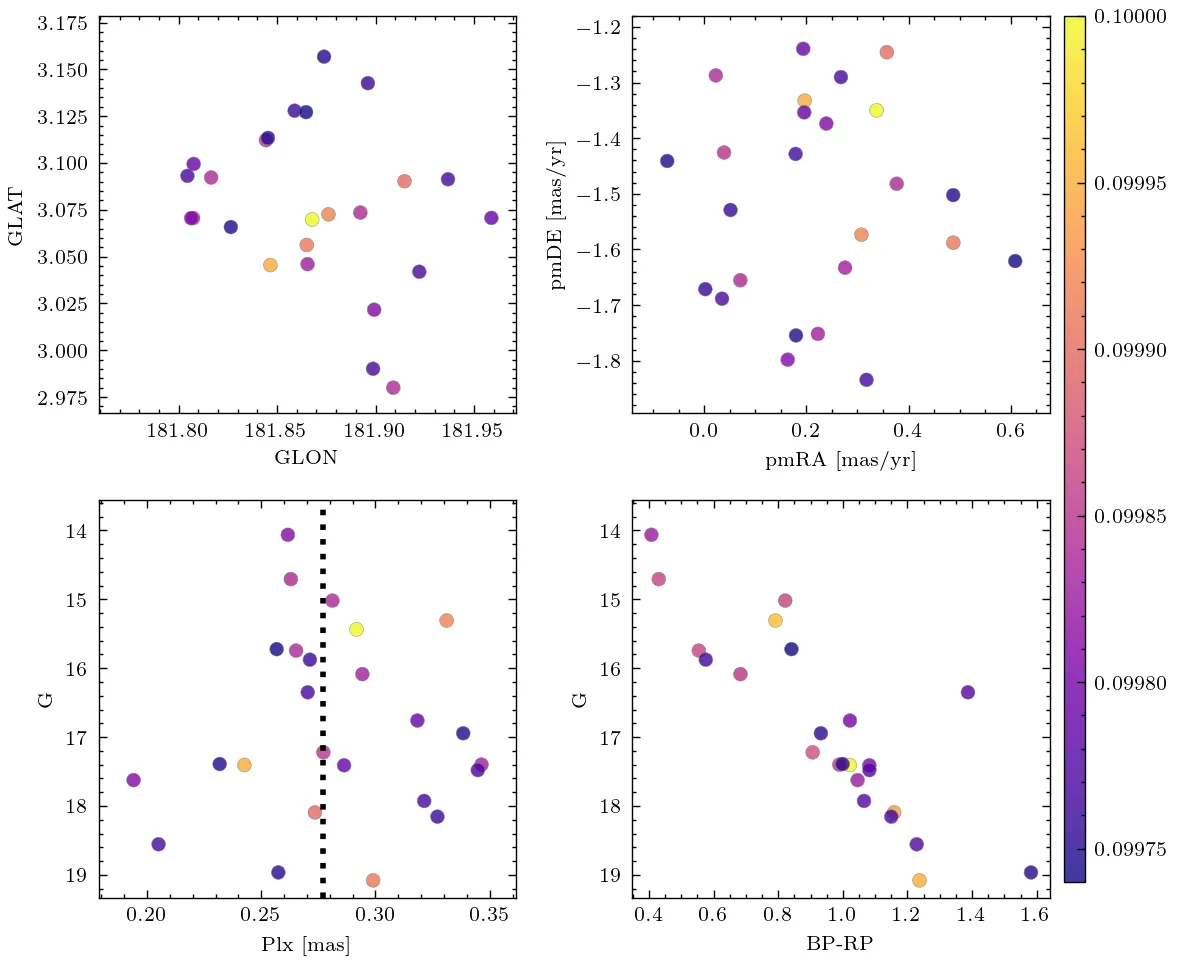 3.175
3.150
3.125
3.100
3.075
3.050
3.025
3.000
2.975
GLAT
181.80 181.85 181.90 181.95
GLON
−1.2
−1.3
−1.4
−1.5
−1.6
−1.7
−1.8
pmDE [mas/yr]
0.0 0.2 0.4 0.6
pmRA [mas/yr]
14
15
16
17
18
19
G
0.20 0.25 0.30 0.35
Plx [mas]
14
15
16
17
18
19
G
0.4 0.6 0.8 1.0 1.2 1.4 1.6
BP-RP
0.10000
0.09995
0.09990
0.09985
0.09980
0.09975